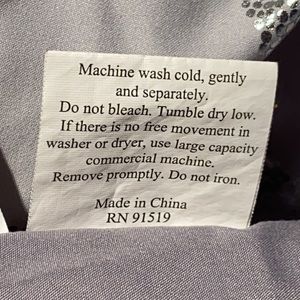 Machine wash cold, gently
and separately.
Do not bleach. Tumble dry low.
If there is no free movement in
washer or dryer, use large capacity
commercial machine.
Remove promptly. Do not iron.
Made in China
RN 91519